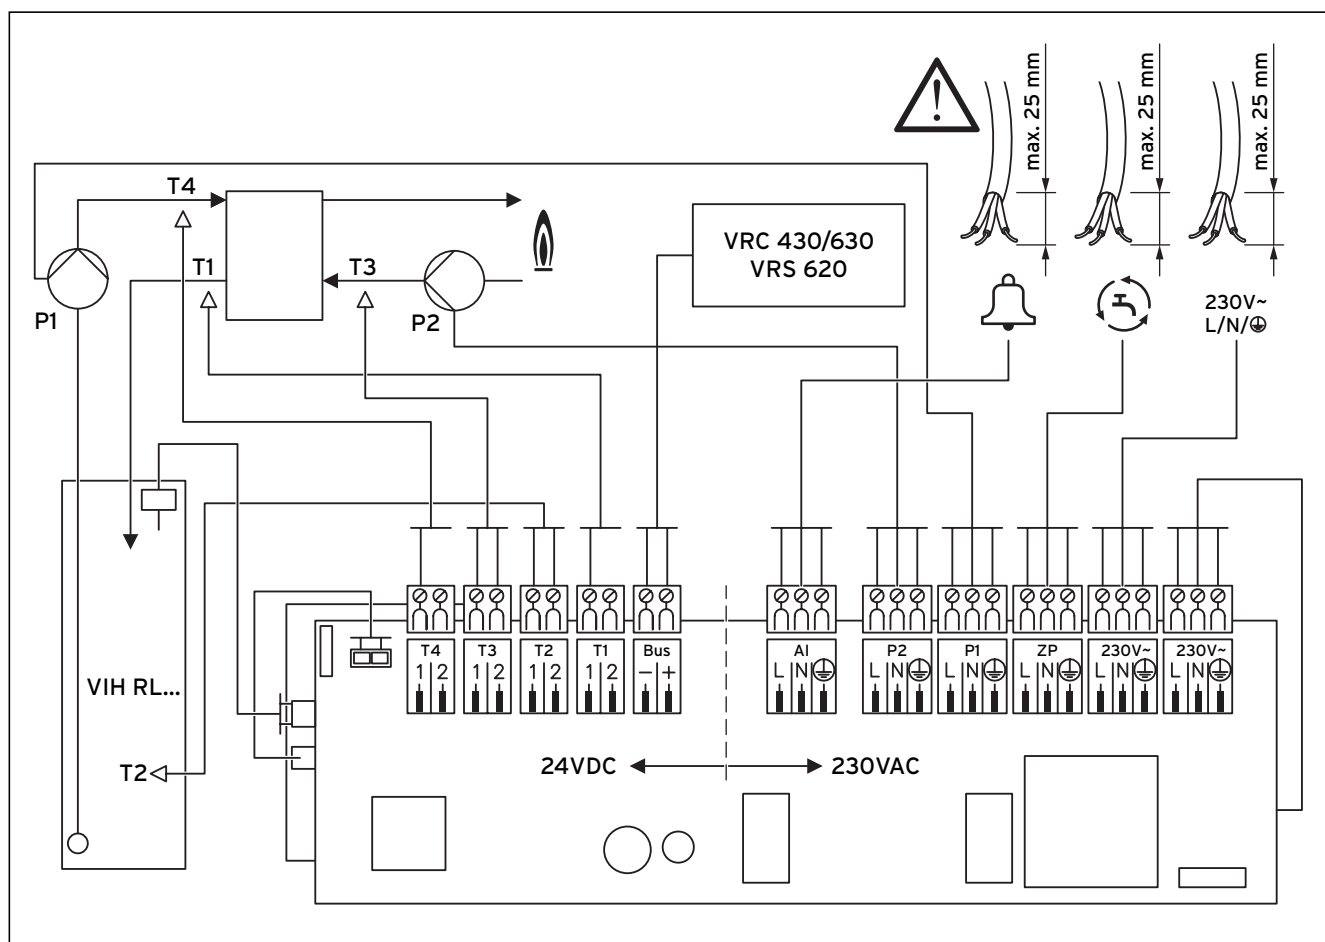 max. 25 mm
max. 25 mm
max. 25 mm
T4
T1
T3
P1
P2
VRC 430/630
VRS 620
230V~
L/N/⏚
T4
1 2
T3
1 2
T2
1 2
T1
1 2
Bus
– +
AI
L N ⏚
P2
L N ⏚
P1
L N ⏚
ZP
L N ⏚
230V~
L N ⏚
230V~
L N ⏚
VIH RL...
T2
24VDC
230VAC